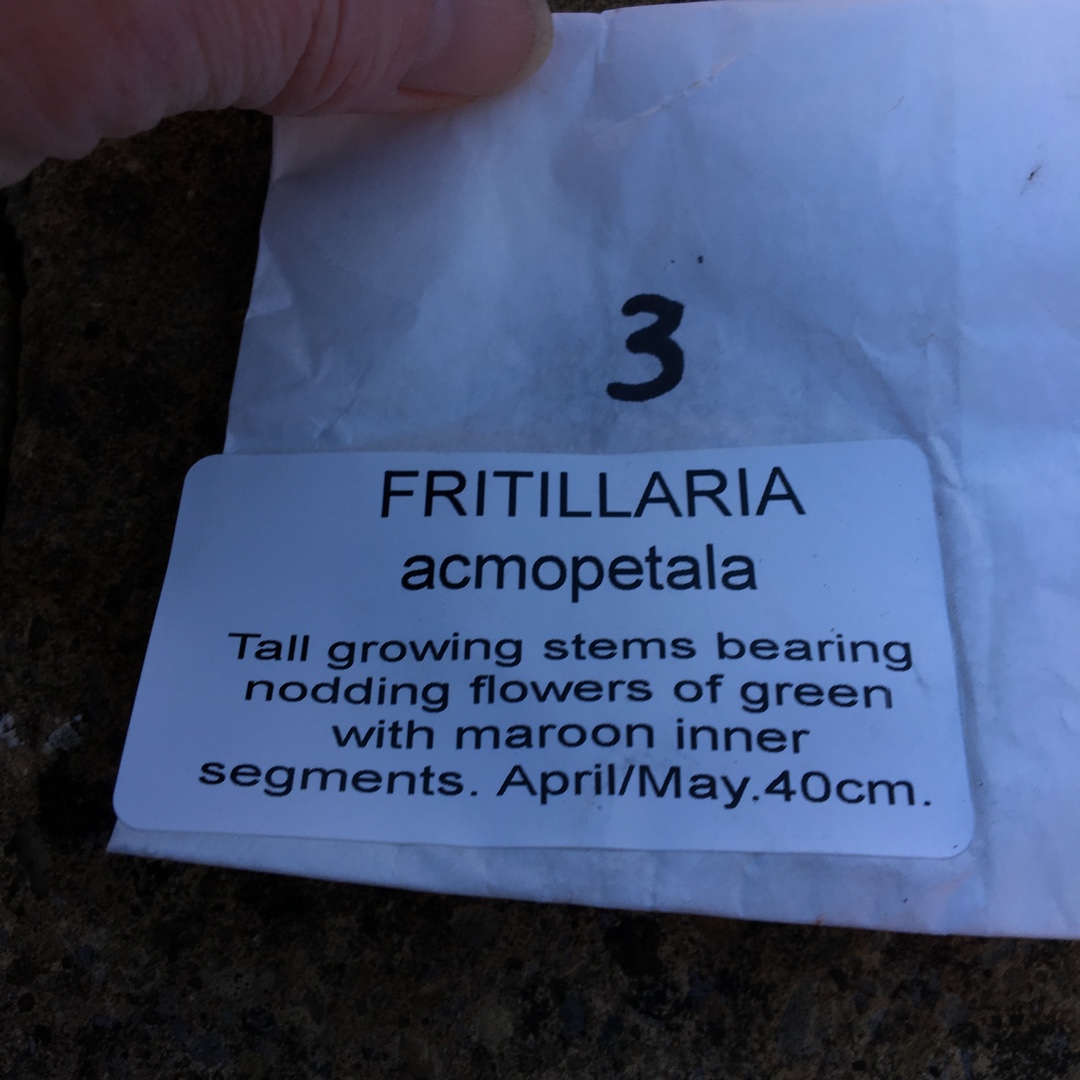 3
FRITILLARIA
acmopetala
Tall growing stems bearing
nodding flowers of green
with maroon inner
segments. April/May.40cm.